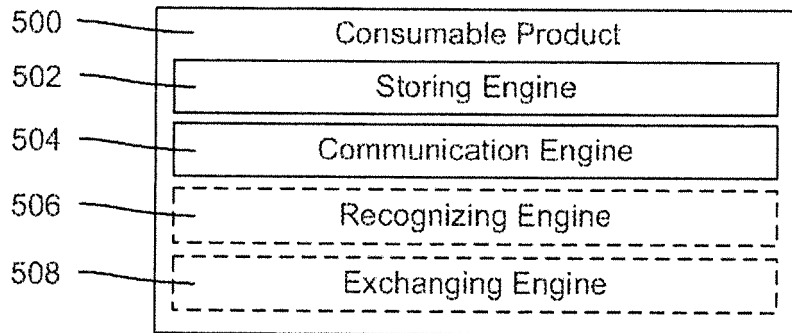 500 Consumable Product
502 Storing Engine
504 Communication Engine
506 Recognizing Engine
508 Exchanging Engine